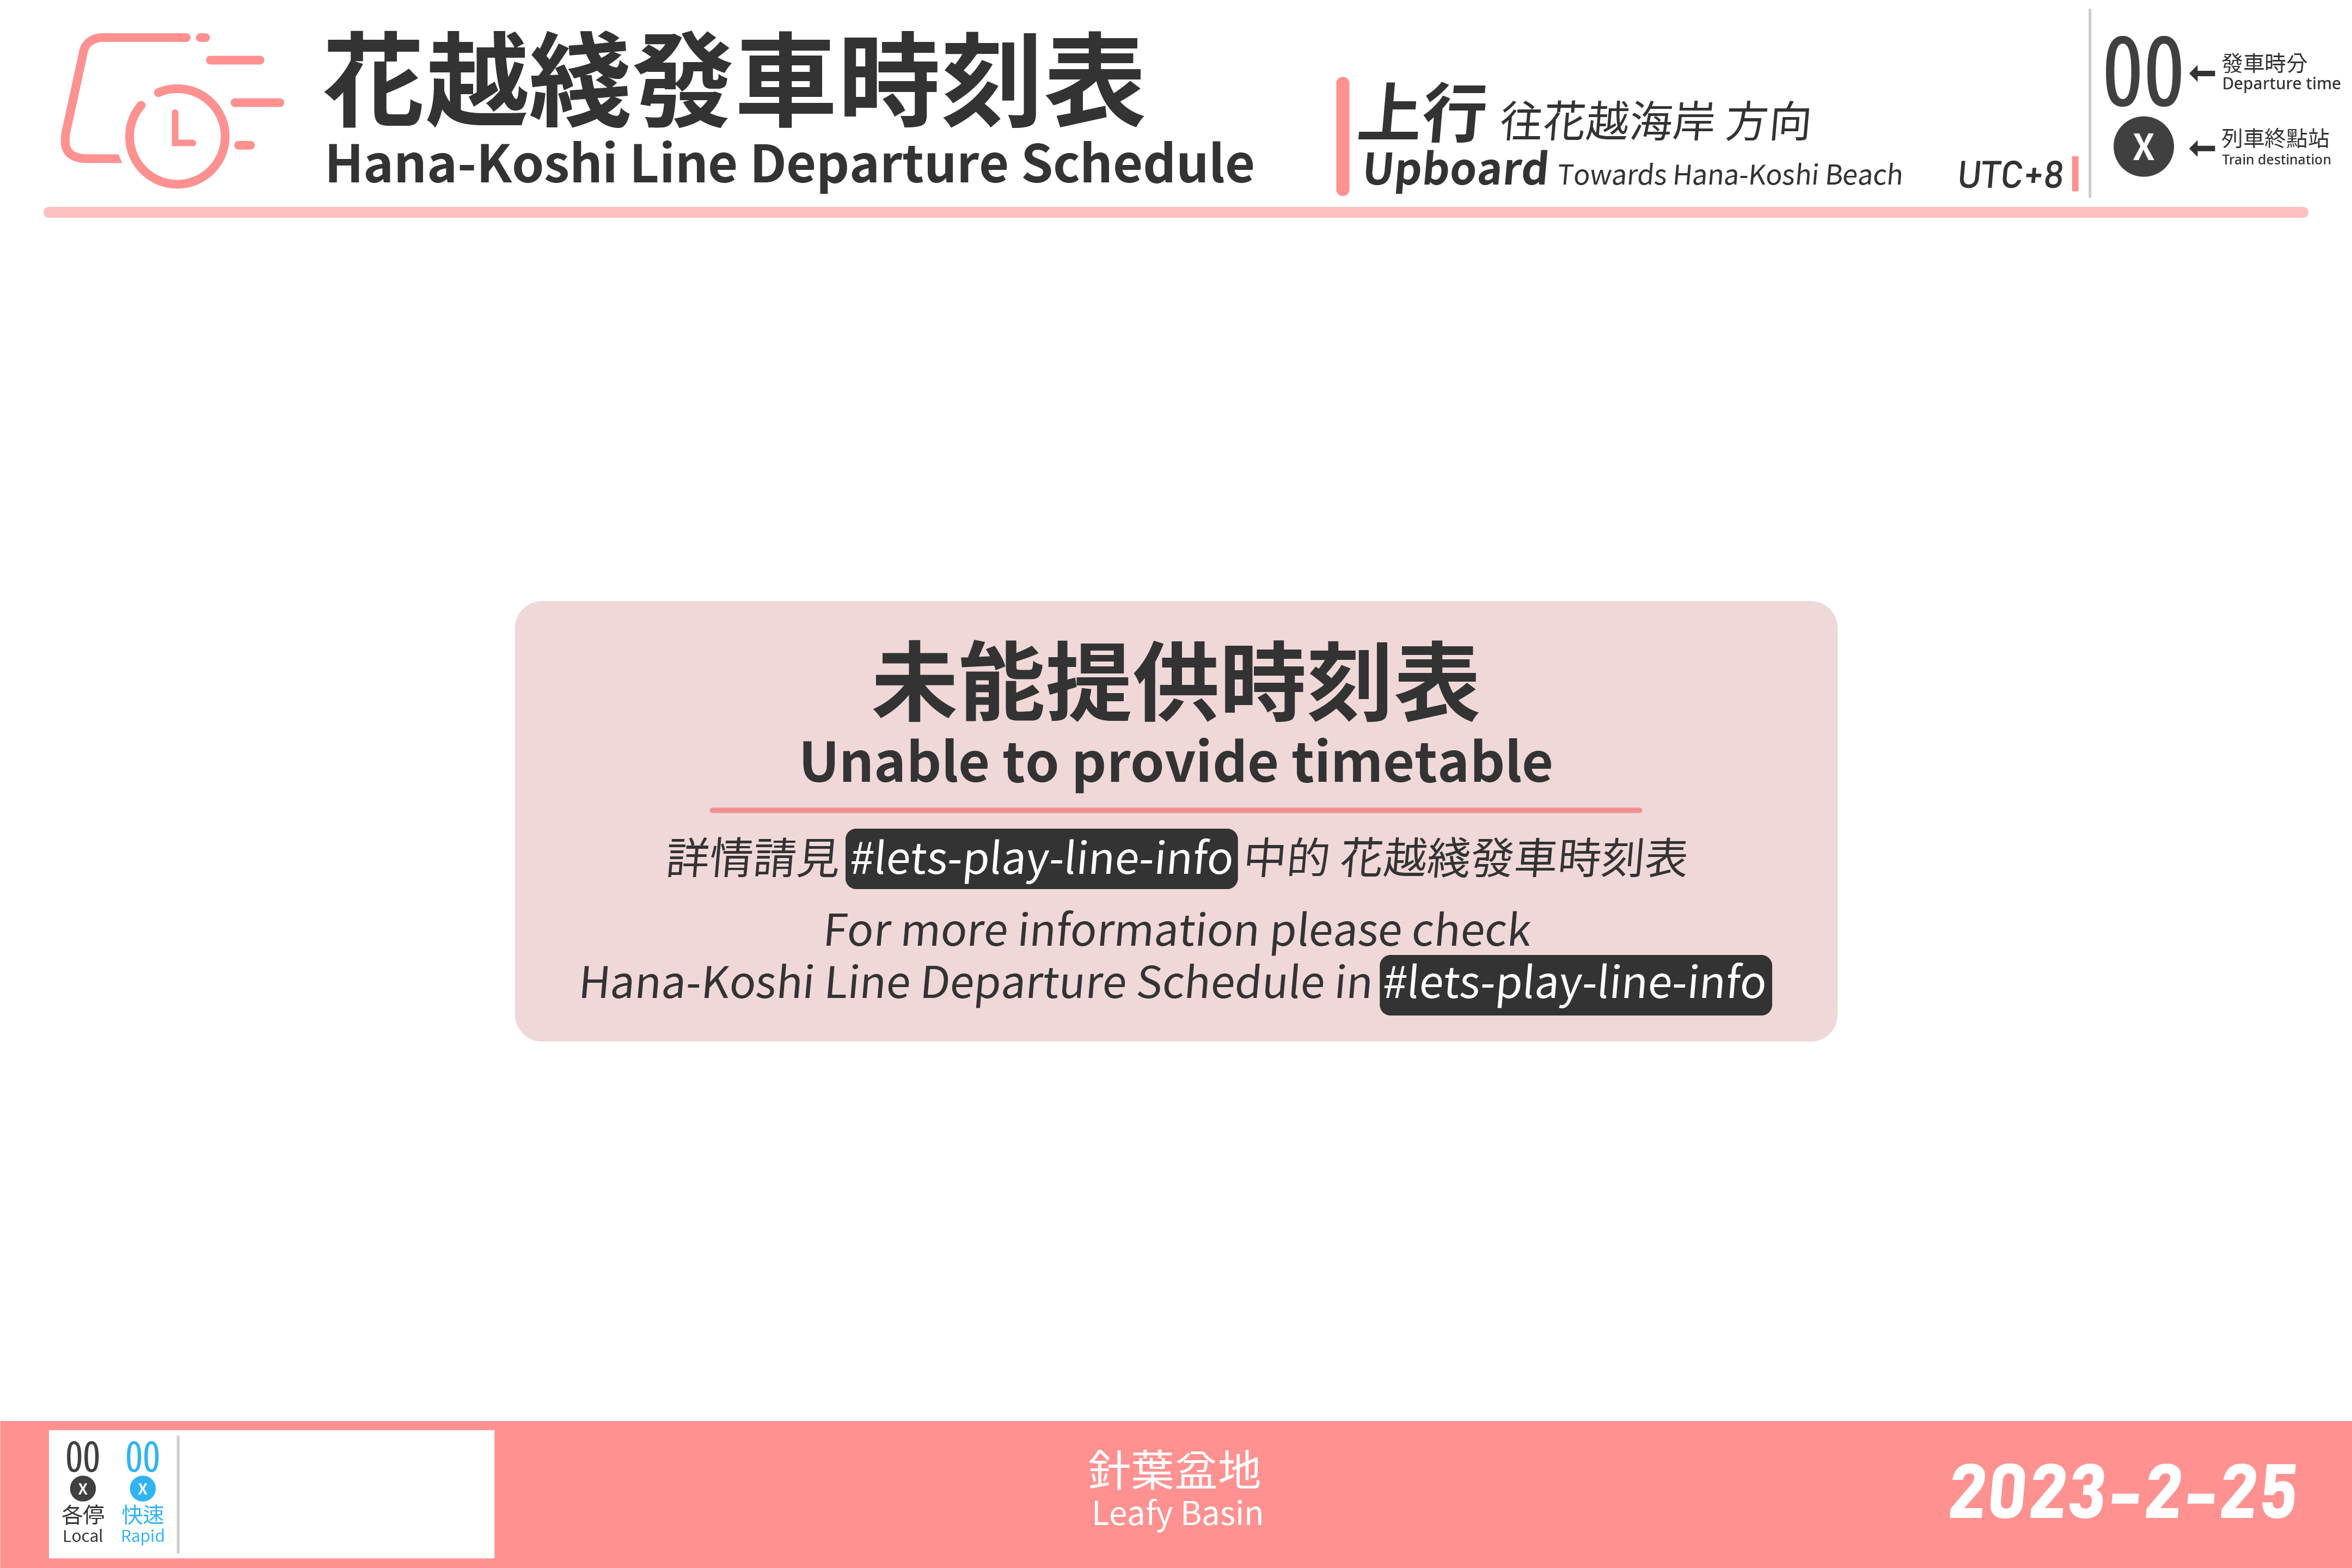 花越綫發車時刻表
Hana-Koshi Line Departure Schedule
上行 往花越海岸 方向
Upboard Towards Hana-Koshi Beach
UTC+8
00
發車時分
Departure time
X
列車終點站
Train destination
未能提供時刻表
Unable to provide timetable
詳情請見 #lets-play-line-info 中的 花越綫發車時刻表
For more information please check
Hana-Koshi Line Departure Schedule in #lets-play-line-info
00 00
X X
各停 快速
Local Rapid
針葉盆地
Leafy Basin
2023-2-25